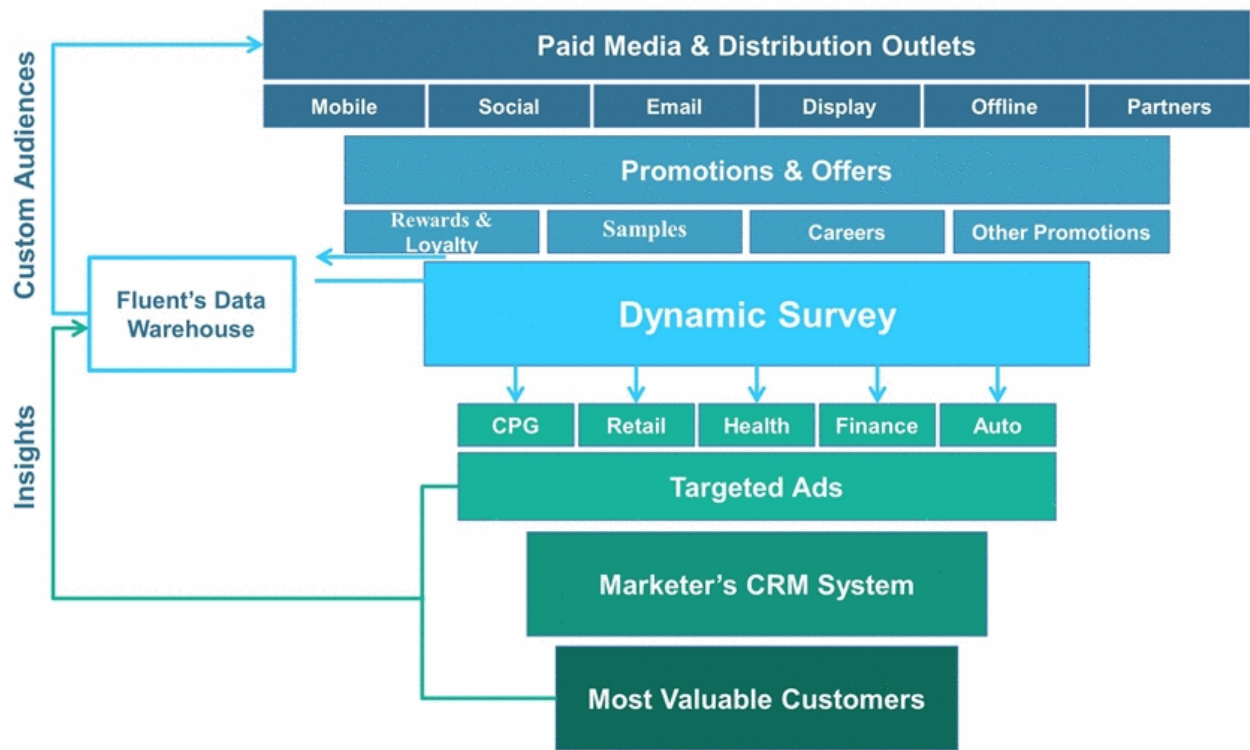 Paid Media & Distribution Outlets
Mobile
Social
Email
Display
Offline
Partners
Promotions & Offers
Rewards &
Loyalty
Samples
Careers
Other Promotions
Custom Audiences
Fluent’s Data
Warehouse
Dynamic Survey
CPG
Retail
Health
Finance
Auto
Insights
Targeted Ads
Marketer’s CRM System
Most Valuable Customers